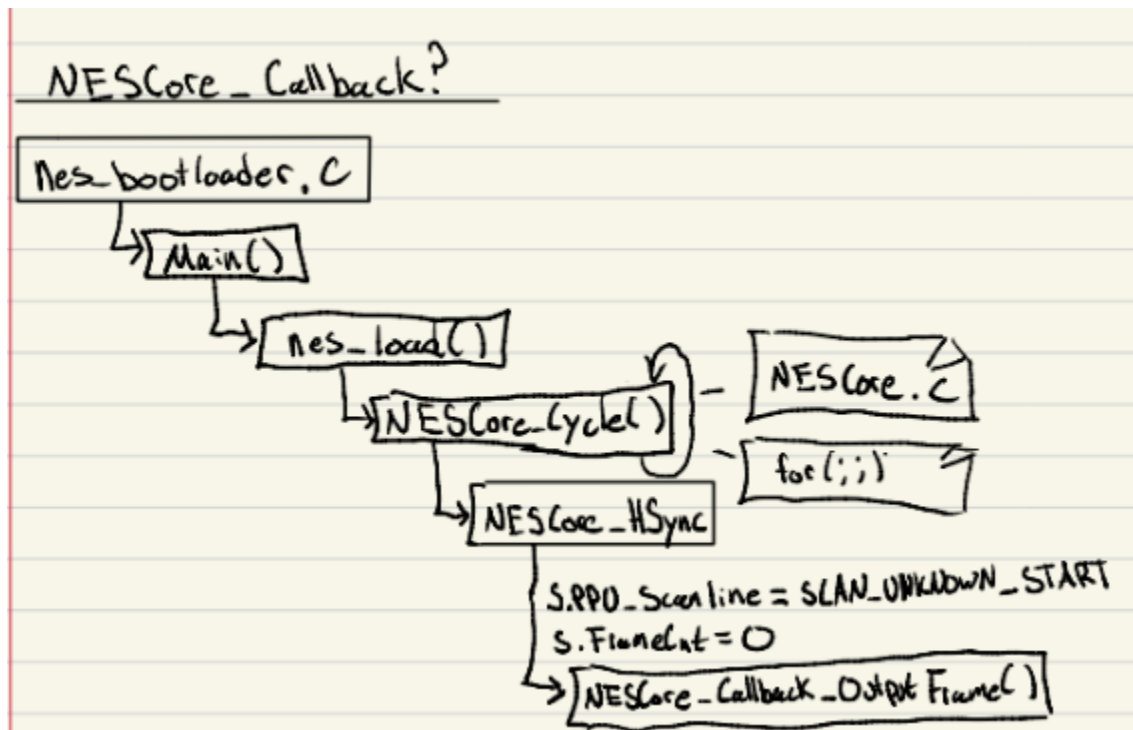 NESCore_Callback?
nes_bootloader.c
Main()
nes_load()
NESCore_Cycle()
NESCore.c
for(;;)
NESCore_HSync
S.PPU_Scanline = SCAN_UNKNOWN_START
S.FrameCnt = 0
NESCore_Callback_OutputFrame()